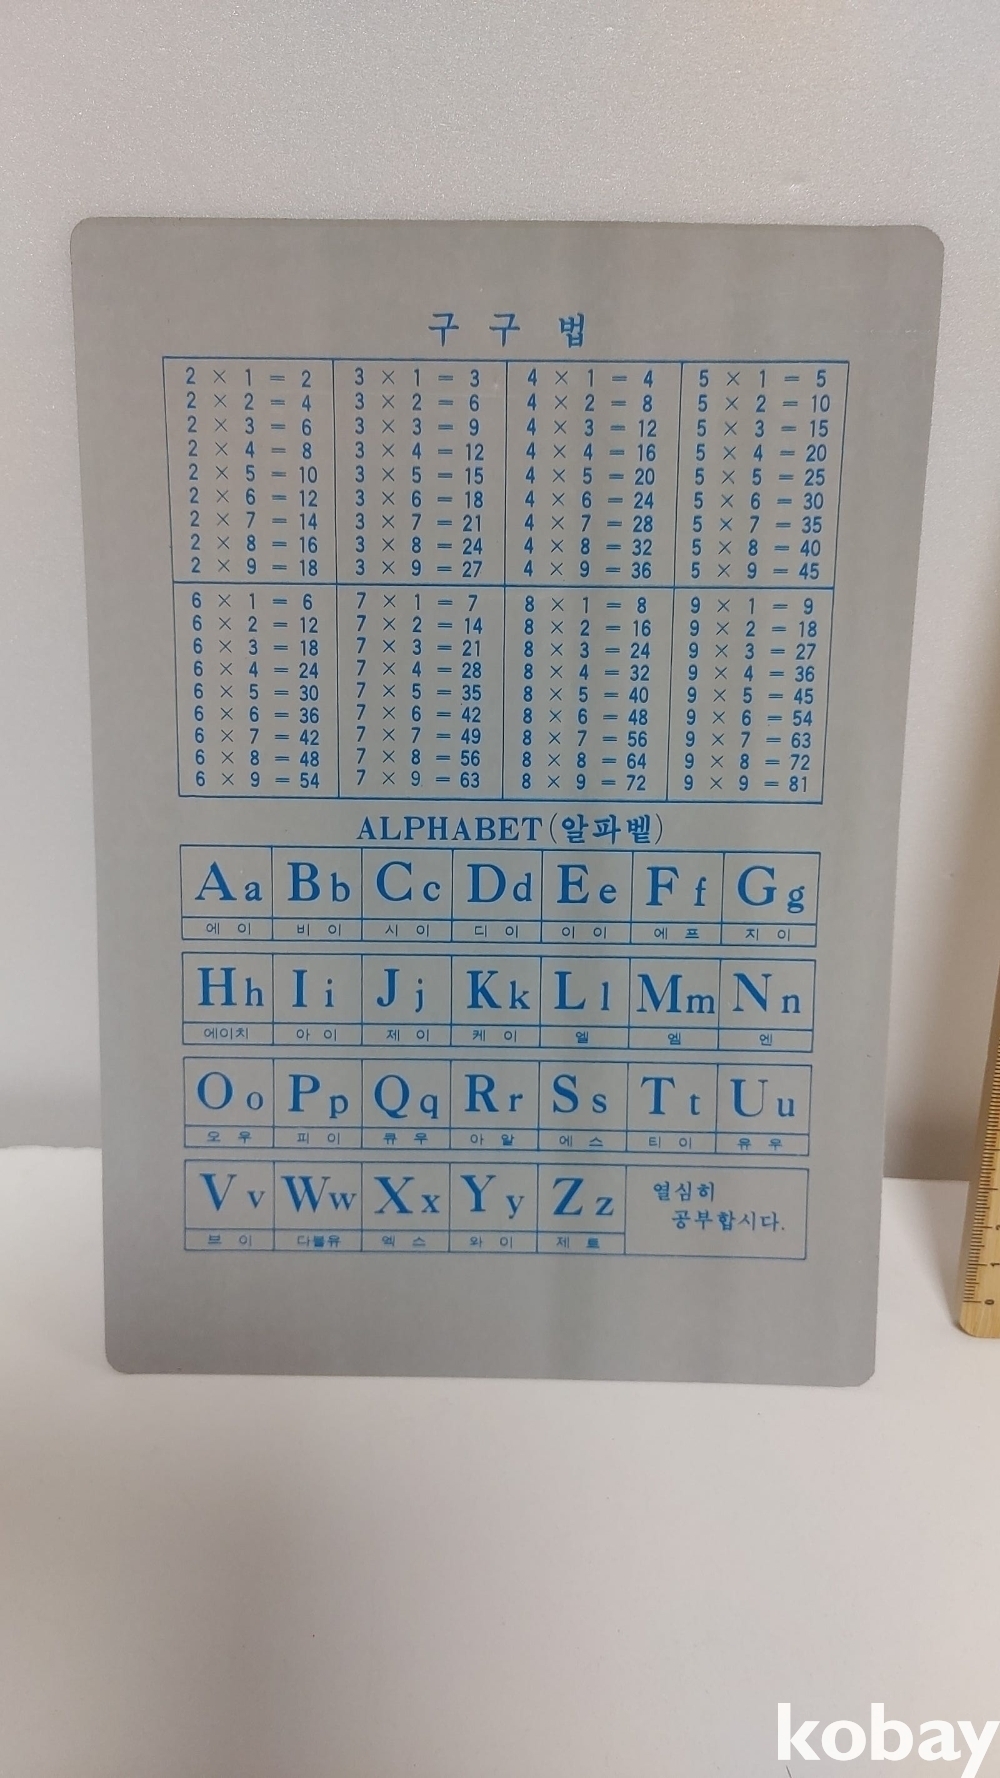 구 구 법
2 × 1 = 2
2 × 2 = 4
2 × 3 = 6
2 × 4 = 8
2 × 5 = 10
2 × 6 = 12
2 × 7 = 14
2 × 8 = 16
2 × 9 = 18
3 × 1 = 3
3 × 2 = 6
3 × 3 = 9
3 × 4 = 12
3 × 5 = 15
3 × 6 = 18
3 × 7 = 21
3 × 8 = 24
3 × 9 = 27
4 × 1 = 4
4 × 2 = 8
4 × 3 = 12
4 × 4 = 16
4 × 5 = 20
4 × 6 = 24
4 × 7 = 28
4 × 8 = 32
4 × 9 = 36
5 × 1 = 5
5 × 2 = 10
5 × 3 = 15
5 × 4 = 20
5 × 5 = 25
5 × 6 = 30
5 × 7 = 35
5 × 8 = 40
5 × 9 = 45
6 × 1 = 6
6 × 2 = 12
6 × 3 = 18
6 × 4 = 24
6 × 5 = 30
6 × 6 = 36
6 × 7 = 42
6 × 8 = 48
6 × 9 = 54
7 × 1 = 7
7 × 2 = 14
7 × 3 = 21
7 × 4 = 28
7 × 5 = 35
7 × 6 = 42
7 × 7 = 49
7 × 8 = 56
7 × 9 = 63
8 × 1 = 8
8 × 2 = 16
8 × 3 = 24
8 × 4 = 32
8 × 5 = 40
8 × 6 = 48
8 × 7 = 56
8 × 8 = 64
8 × 9 = 72
9 × 1 = 9
9 × 2 = 18
9 × 3 = 27
9 × 4 = 36
9 × 5 = 45
9 × 6 = 54
9 × 7 = 63
9 × 8 = 72
9 × 9 = 81
ALPHABET(알파벹)
Aa Bb Cc Dd Ee Ff Gg
에이 비이 시이 디이 이이 에프 지이
Hh Ii Jj Kk Ll Mm Nn
에이치 아이 제이 케이 엘 엠 엔
Oo Pp Qq Rr Ss Tt Uu
오우 피이 큐우 아알 에스 티이 유우
Vv Ww Xx Yy Zz
브이 다블유 엑스 와이 제트
열심히
공부합시다.
0 1 2
kobay